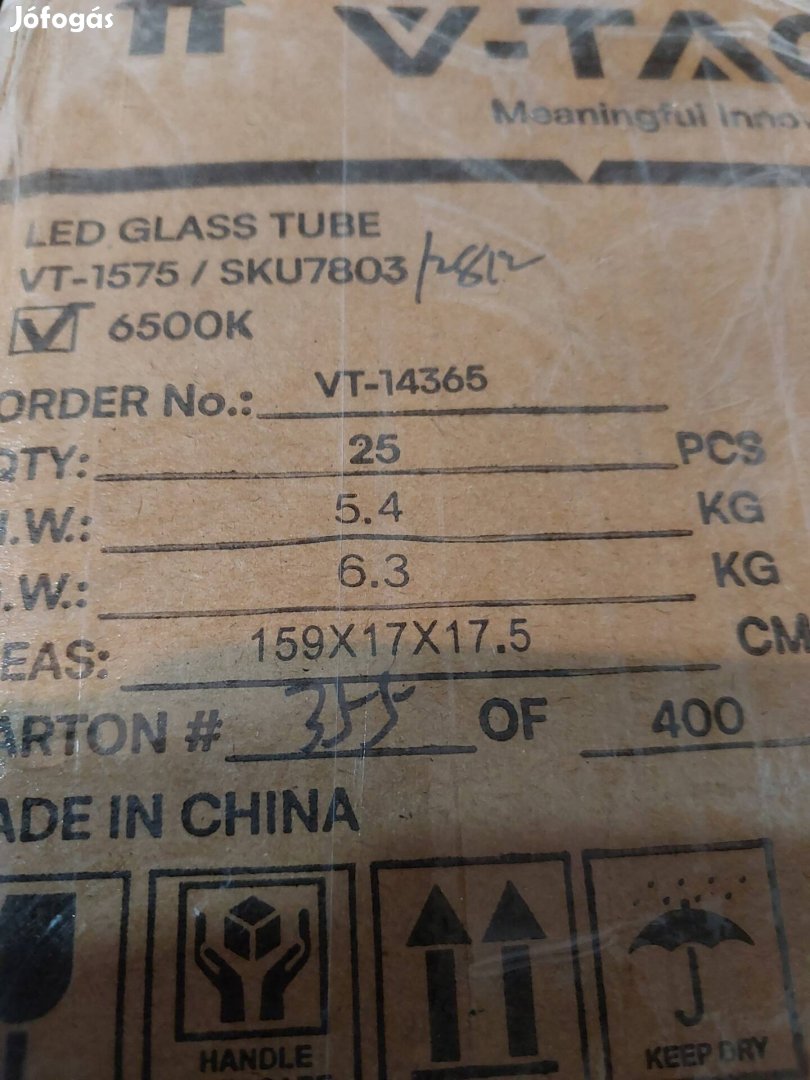 Jófogás
V-TAC
Meaningful Inno
LED GLASS TUBE
VT-1575 / SKU7803 /2812
6500K
ORDER No.: VT-14365
QTY: 25 PCS
.W.: 5.4 KG
.W.: 6.3 KG
EAS: 159X17X17.5 CM
ARTON # 355 OF 400
ADE IN CHINA
HANDLE
KEEP DRY